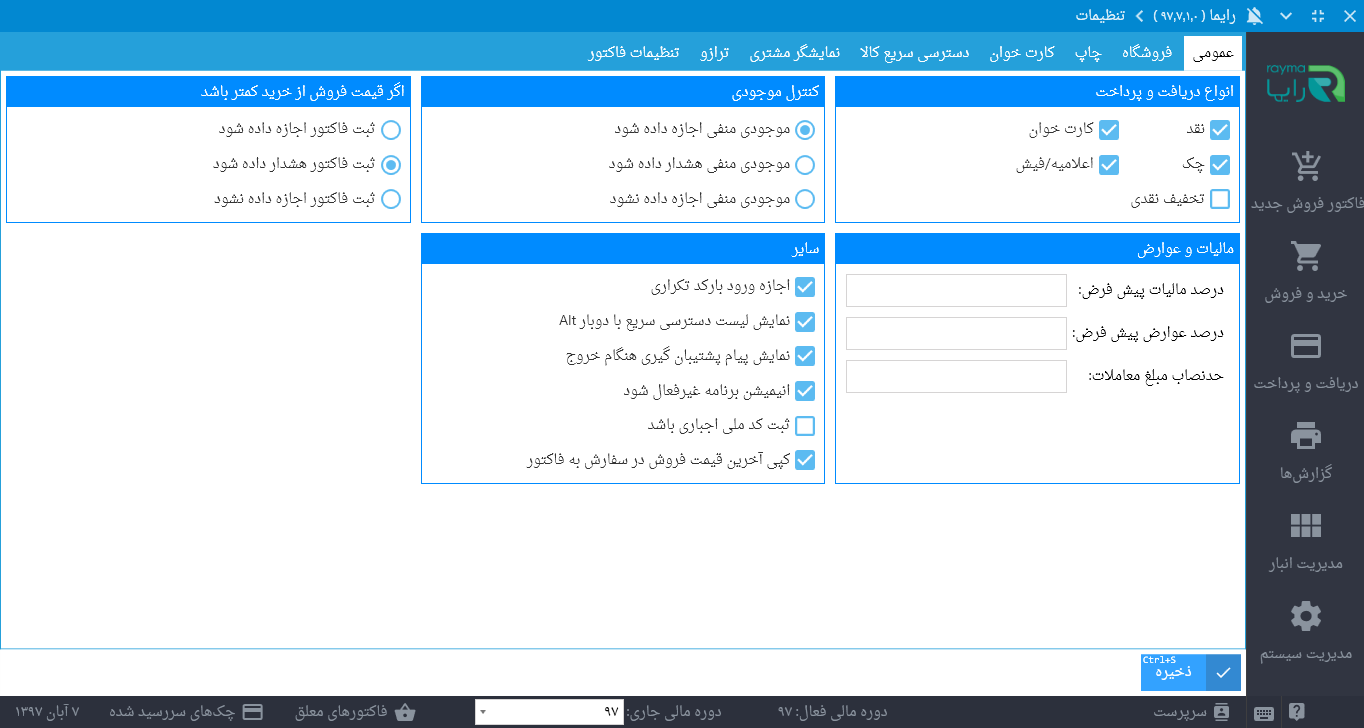 رایما ( ۹۷,۷,۱,۰ ) تنظیمات
عمومی
فروشگاه
چاپ
کارت خوان
دسترسی سریع کالا
نمایشگر مشتری
ترازو
تنظیمات فاکتور
rayma
رایما
فاکتور فروش جدید
خرید و فروش
دریافت و پرداخت
گزارش‌ها
مدیریت انبار
مدیریت سیستم
انواع دریافت و پرداخت
نقد
کارت خوان
چک
اعلامیه/فیش
تخفیف نقدی
کنترل موجودی
موجودی منفی اجازه داده شود
موجودی منفی هشدار داده شود
موجودی منفی اجازه داده نشود
اگر قیمت فروش از خرید کمتر باشد
ثبت فاکتور اجازه داده شود
ثبت فاکتور هشدار داده شود
ثبت فاکتور اجازه داده نشود
مالیات و عوارض
درصد مالیات پیش فرض:
درصد عوارض پیش فرض:
حدنصاب مبلغ معاملات:
سایر
اجازه ورود بارکد تکراری
نمایش لیست دسترسی سریع با دوبار Alt
نمایش پیام پشتیبان گیری هنگام خروج
انیمیشن برنامه غیرفعال شود
ثبت کد ملی اجباری باشد
کپی آخرین قیمت فروش در سفارش به فاکتور
Ctrl+S
ذخیره
سرپرست
دوره مالی فعال: ۹۷
دوره مالی جاری: ۹۷
فاکتورهای معلق
چک‌های سررسید شده
۷ آبان ۱۳۹۷